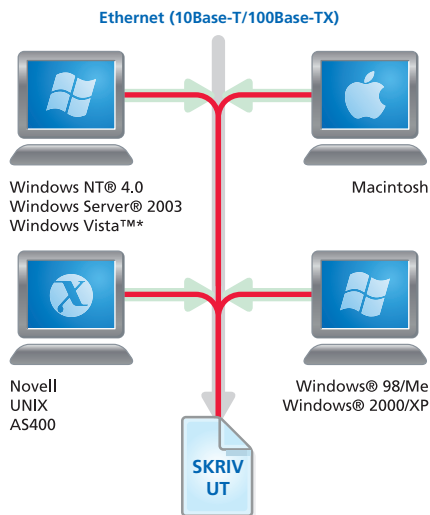 Ethernet (10Base-T/100Base-TX)
Windows NT® 4.0
Windows Server® 2003
Windows Vista™*
Macintosh
Novell
UNIX
AS400
Windows® 98/Me
Windows® 2000/XP
SKRIV
UT